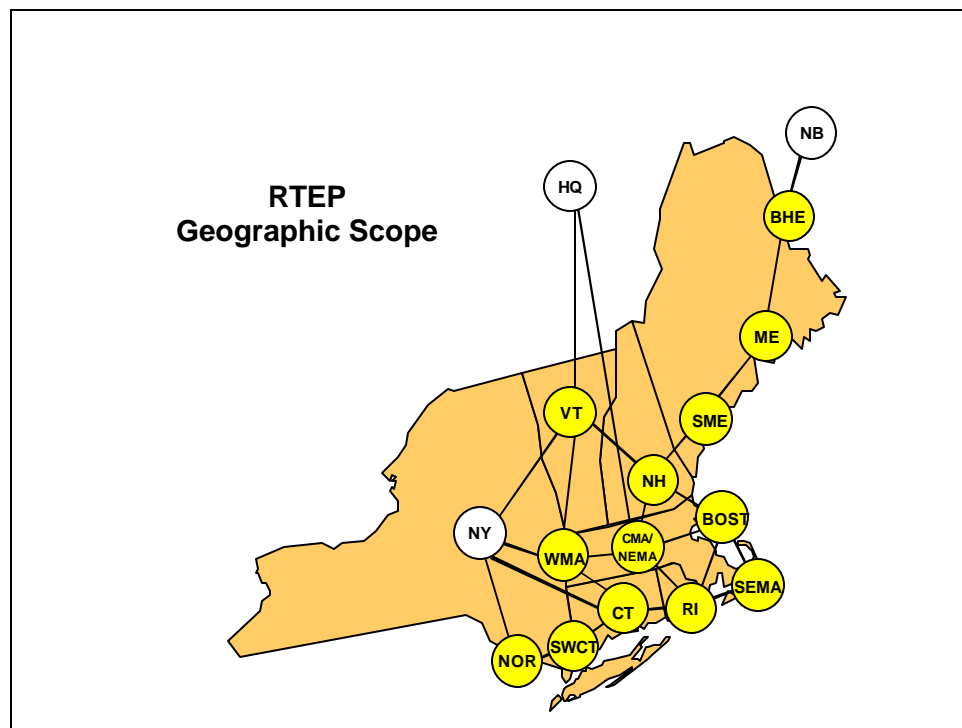 NB
HQ
RTEP
Geographic Scope
BHE
ME
VT
SME
NH
BOST
NY
CMA/
NEMA
WMA
SEMA
CT
RI
SWCT
NOR